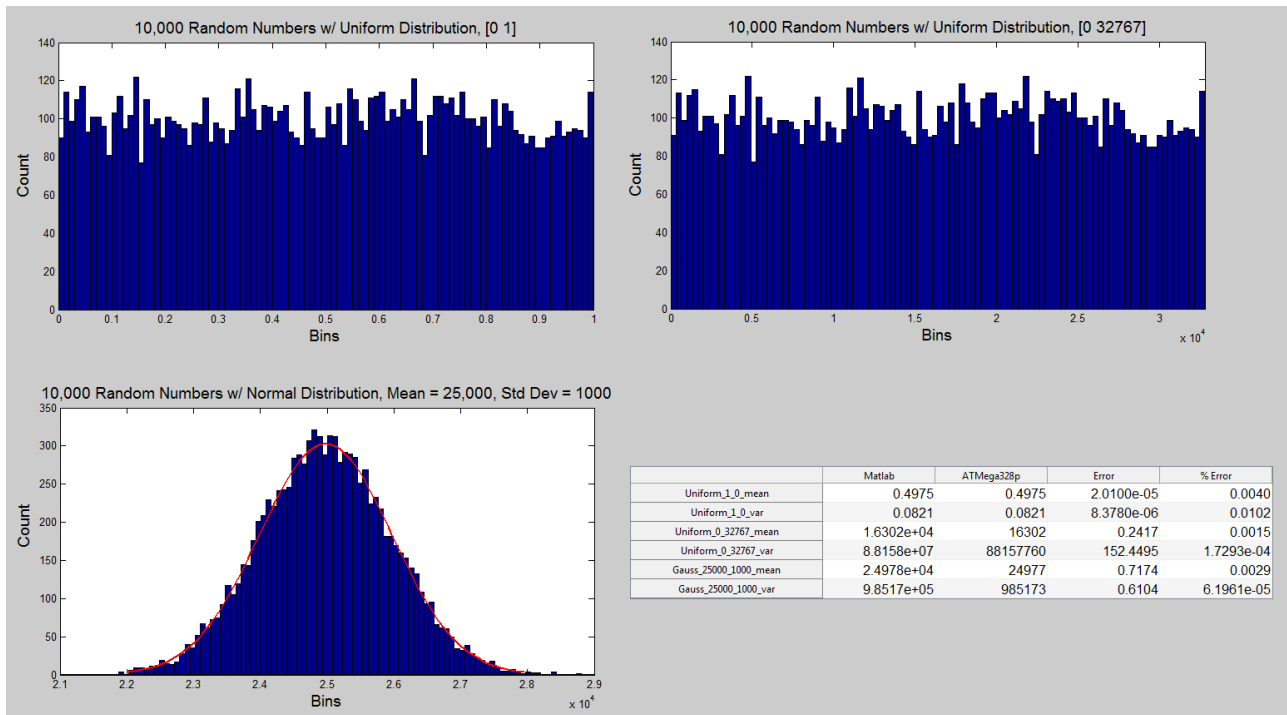 10,000 Random Numbers w/ Uniform Distribution, [0 1]
140
120
100
80
60
40
20
0
Count
0 0.1 0.2 0.3 0.4 0.5 0.6 0.7 0.8 0.9 1
Bins
10,000 Random Numbers w/ Uniform Distribution, [0 32767]
140
120
100
80
60
40
20
0
Count
0 0.5 1 1.5 2 2.5 3
x 10^4
Bins
10,000 Random Numbers w/ Normal Distribution, Mean = 25,000, Std Dev = 1000
350
300
250
200
150
100
50
0
Count
2.1 2.2 2.3 2.4 2.5 2.6 2.7 2.8 2.9
x 10^4
Bins
Matlab ATMega328p Error % Error
Uniform_1_0_mean 0.4975 0.4975 2.0100e-05 0.0040
Uniform_1_0_var 0.0821 0.0821 8.3780e-06 0.0102
Uniform_0_32767_mean 1.6302e+04 16302 0.2417 0.0015
Uniform_0_32767_var 8.8158e+07 88157760 152.4495 1.7293e-04
Gauss_25000_1000_mean 2.4978e+04 24977 0.7174 0.0029
Gauss_25000_1000_var 9.8517e+05 985173 0.6104 6.1961e-05